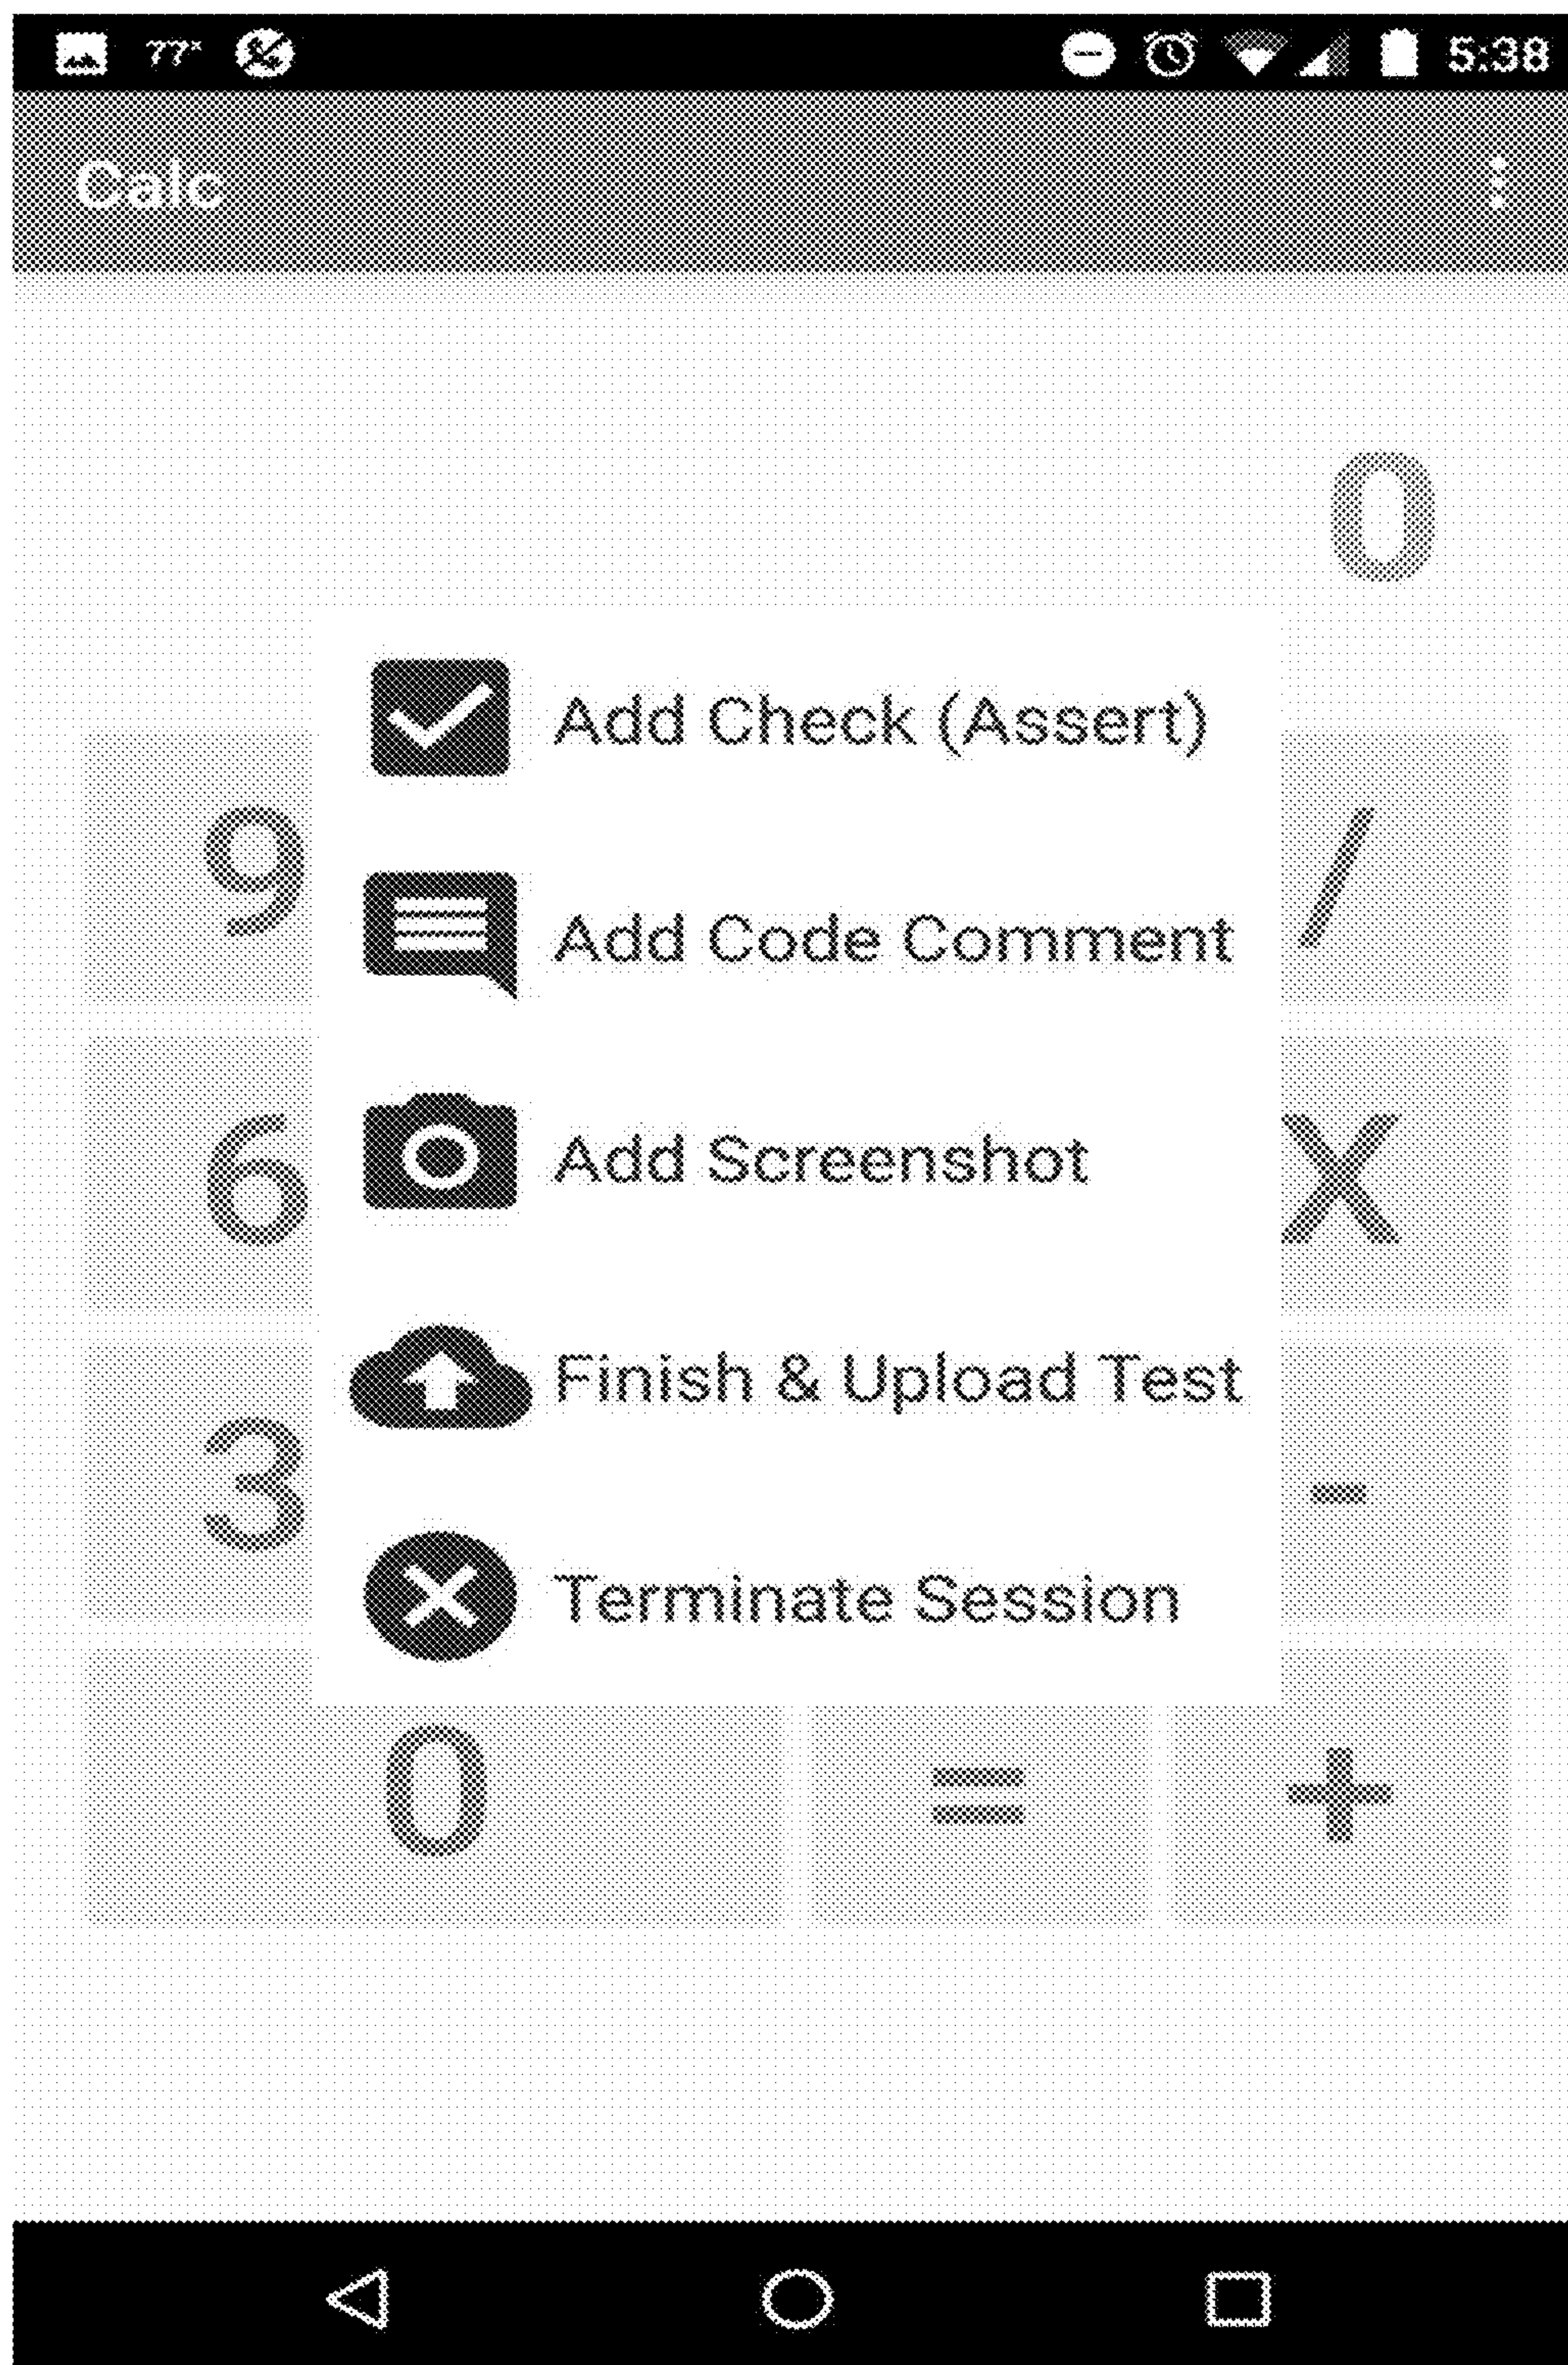 77° 5:38
Calc
0
Add Check (Assert)
9 /
Add Code Comment
6 Add Screenshot X
Finish & Upload Test
3 -
Terminate Session
0 = +